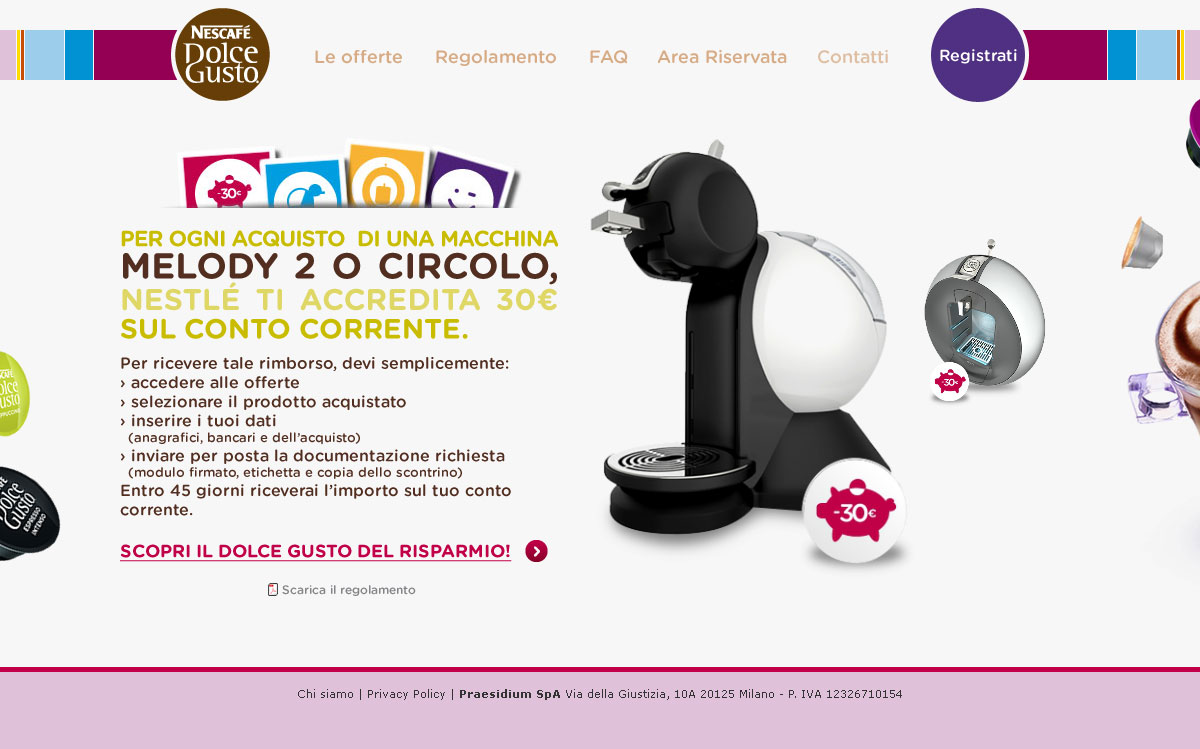 NESCAFÉ
Dolce
Gusto
Le offerte
Regolamento
FAQ
Area Riservata
Contatti
Registrati
-30€
PER OGNI ACQUISTO DI UNA MACCHINA
MELODY 2 O CIRCOLO,
NESTLÉ TI ACCREDITA 30€
SUL CONTO CORRENTE.
Per ricevere tale rimborso, devi semplicemente:
› accedere alle offerte
› selezionare il prodotto acquistato
› inserire i tuoi dati
(anagrafici, bancari e dell'acquisto)
› inviare per posta la documentazione richiesta
(modulo firmato, etichetta e copia dello scontrino)
Entro 45 giorni riceverai l'importo sul tuo conto
corrente.
SCOPRI IL DOLCE GUSTO DEL RISPARMIO!
Scarica il regolamento
-30€
-30€
Dolce
Gusto
Dolce
Gusto
ESPRESSO
INTENSO
Chi siamo | Privacy Policy | Praesidium SpA Via della Giustizia, 10A 20125 Milano - P. IVA 12326710154